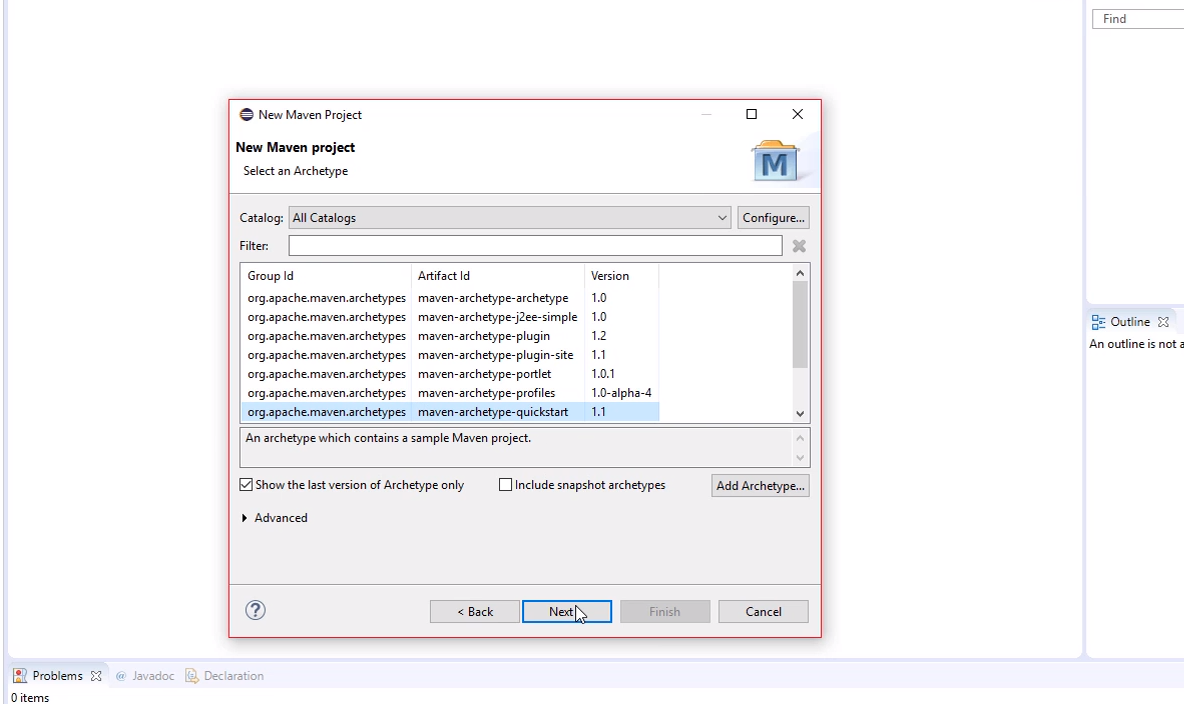 Find
New Maven Project
New Maven project
Select an Archetype
M
Catalog: All Catalogs Configure...
Filter:
Group Id Artifact Id Version
org.apache.maven.archetypes maven-archetype-archetype 1.0
org.apache.maven.archetypes maven-archetype-j2ee-simple 1.0
org.apache.maven.archetypes maven-archetype-plugin 1.2
org.apache.maven.archetypes maven-archetype-plugin-site 1.1
org.apache.maven.archetypes maven-archetype-portlet 1.0.1
org.apache.maven.archetypes maven-archetype-profiles 1.0-alpha-4
org.apache.maven.archetypes maven-archetype-quickstart 1.1
An archetype which contains a sample Maven project.
Show the last version of Archetype only Include snapshot archetypes Add Archetype...
Advanced
? < Back Next Finish Cancel
Outline
An outline is not a
Problems @ Javadoc Declaration
0 items